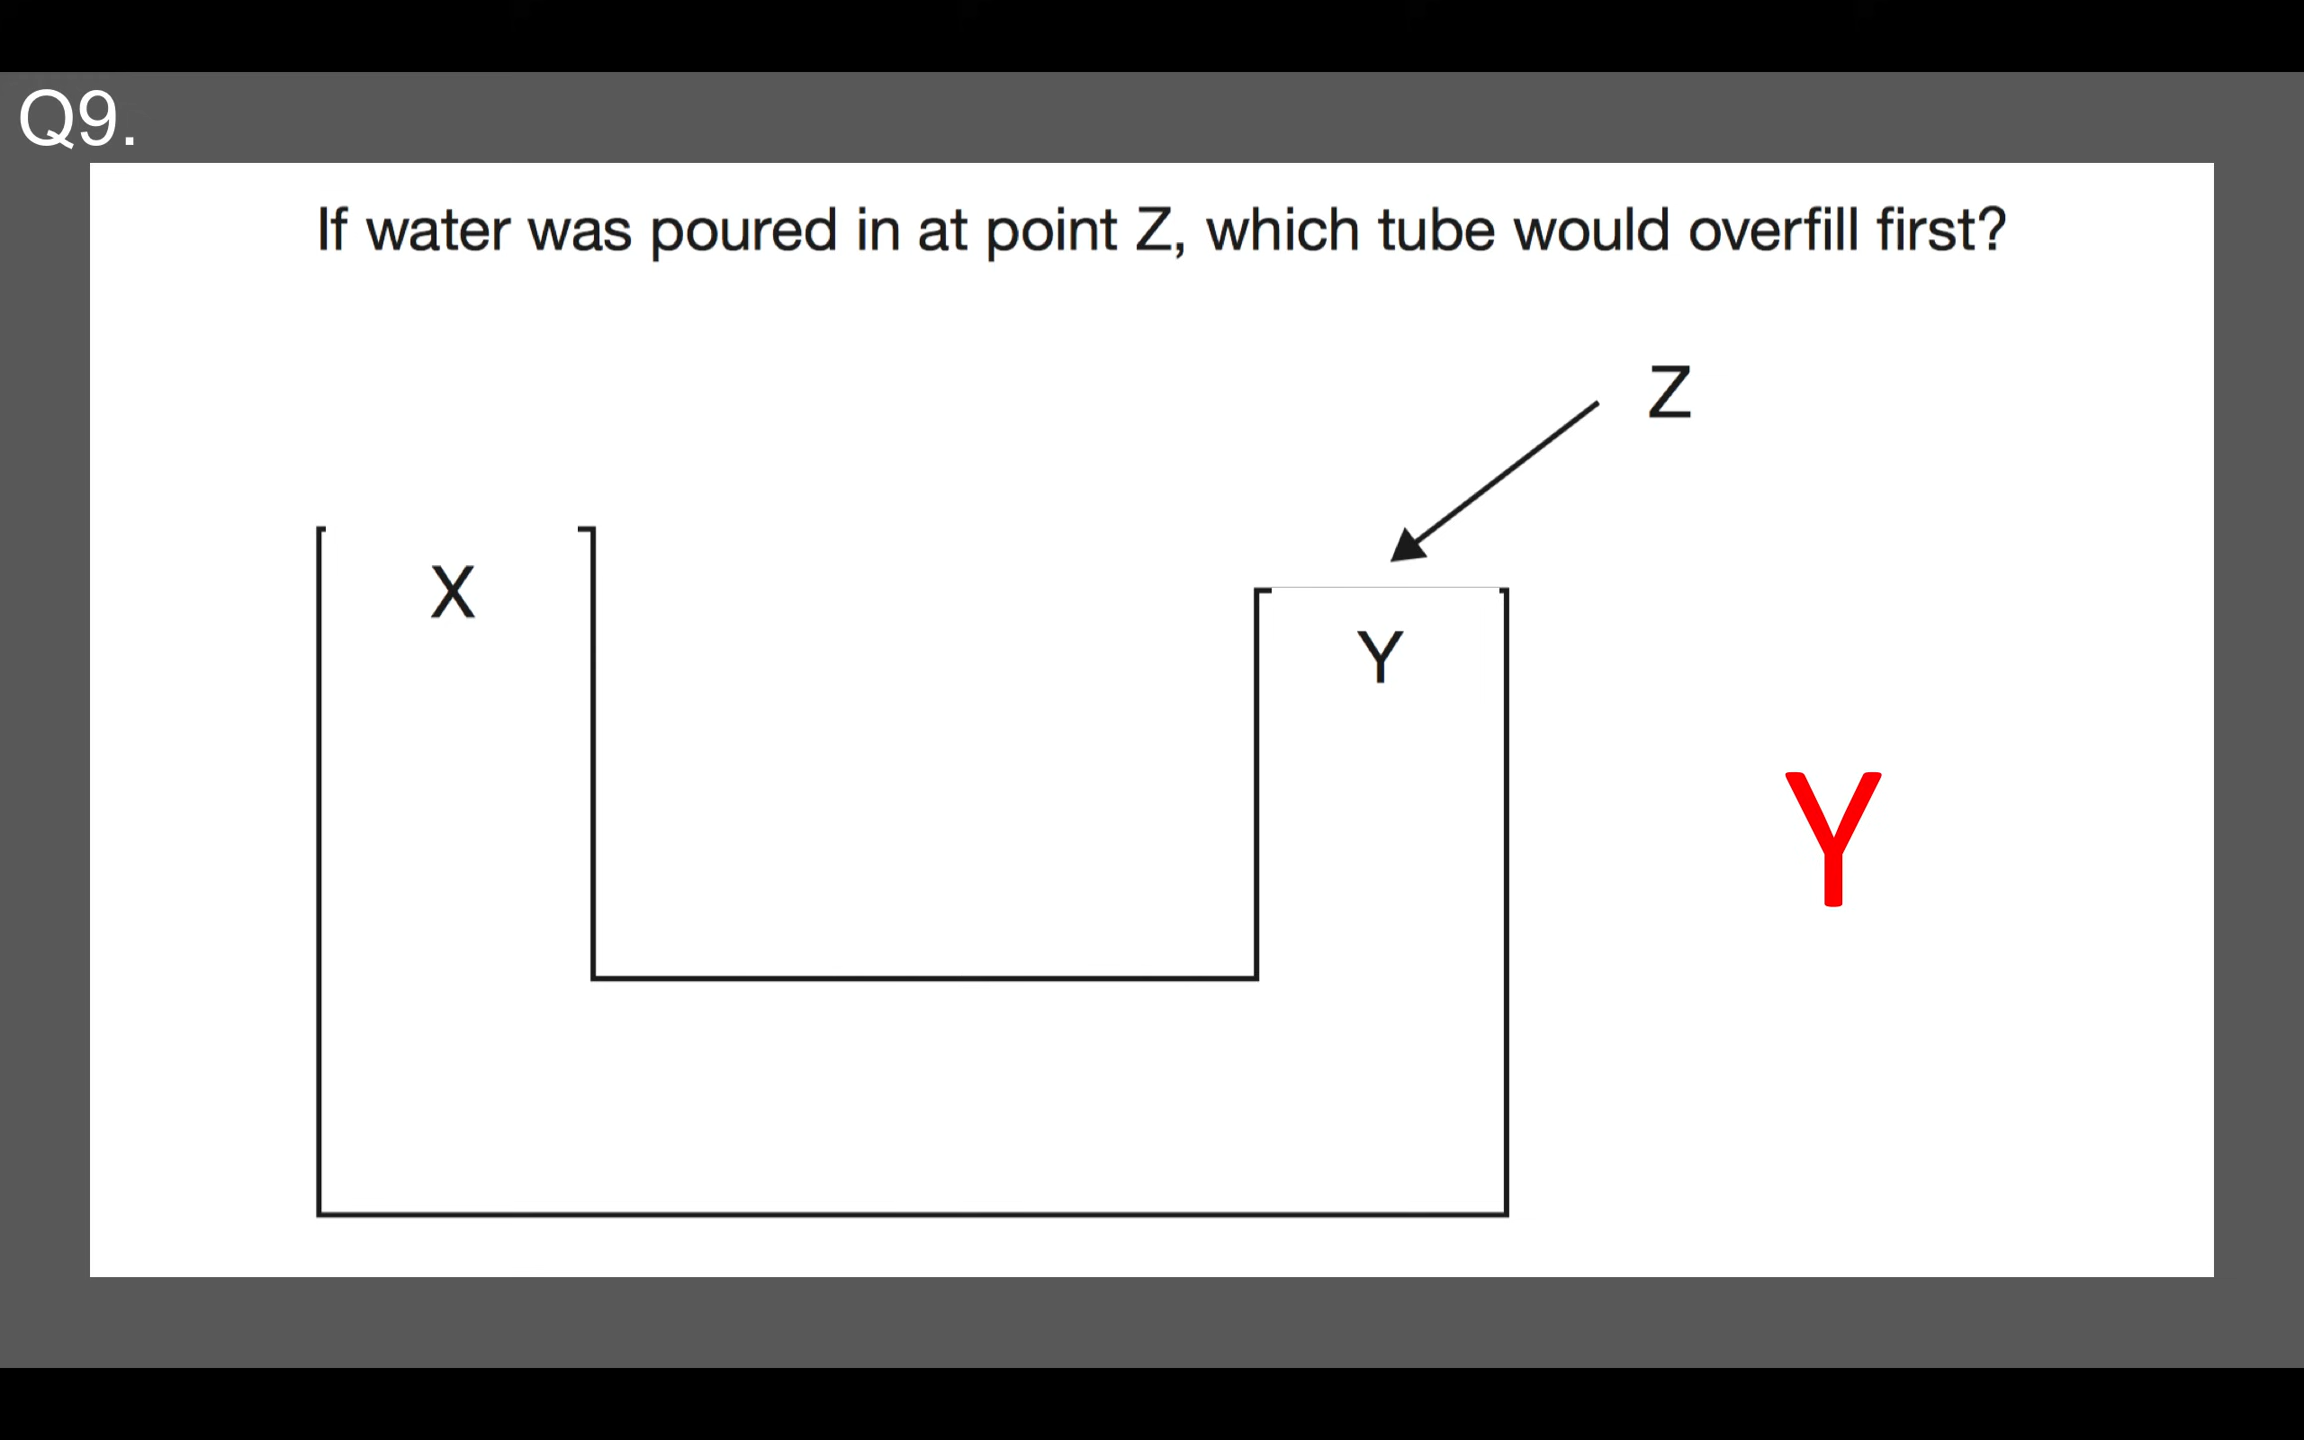 Q9.
If water was poured in at point Z, which tube would overfill first?
Z
X
Y
Y